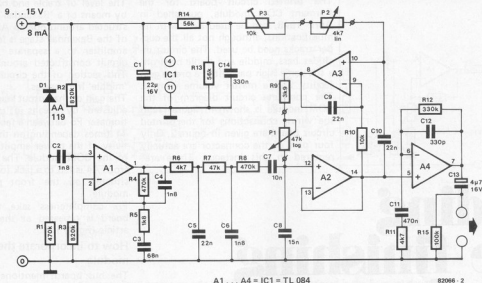 9 ... 15 V
8 mA
R14
56k
P3
10k
P2
4k7
lin
C1
22µ
16V
4
IC1
11
R13
56k
C14
330n
D1
AA
119
R2
820k
R9
3k9
8
A3
10
9
C9
22n
P1
47k
log
R10
10k
C10
22n
R12
330k
C12
330p
C2
1n8
3
2
A1
1
R4
470k
C4
1n8
R6
4k7
R7
47k
R8
470k
C7
10n
12
13
A2
14
6
5
A4
7
C13
4µ7
16V
R1
470k
R3
820k
R5
1k8
C3
68n
C5
22n
C6
1n8
C8
15n
C11
470n
R11
4k7
R15
100k
0
A1 ... A4 = IC1 = TL 084
82066 - 2